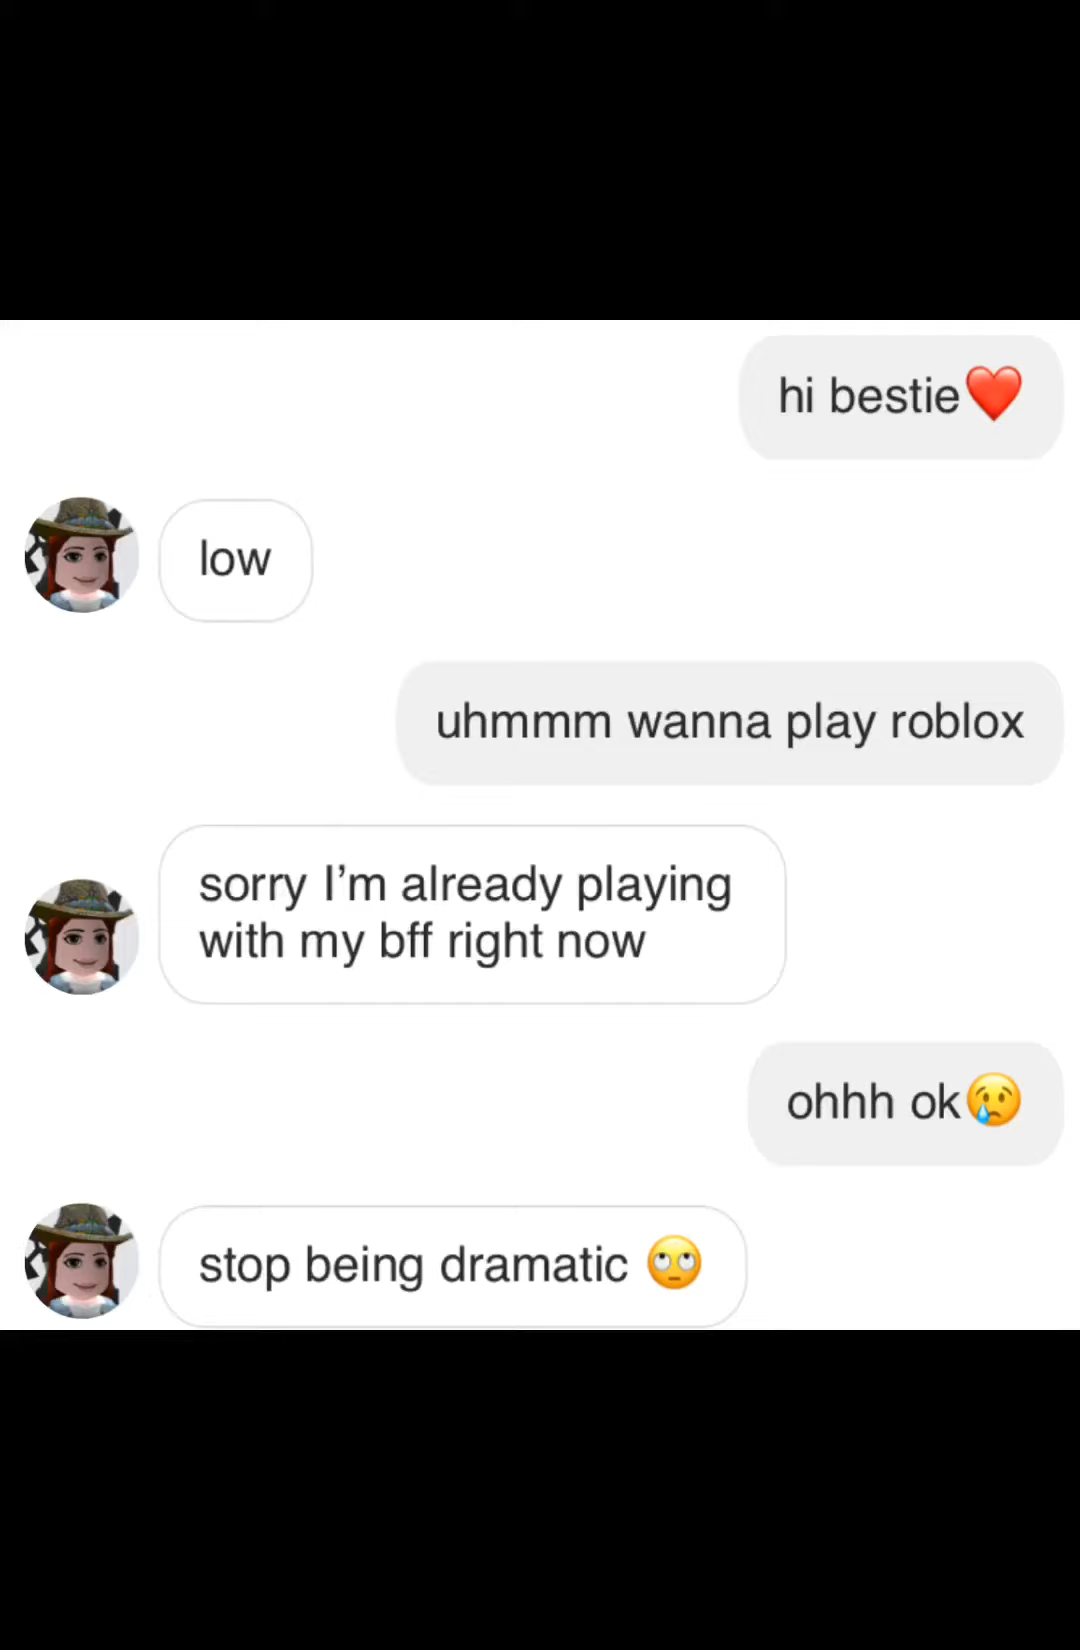 hi bestie❤️
low
uhmmm wanna play roblox
sorry I’m already playing
with my bff right now
ohhh ok😢
stop being dramatic 🙄